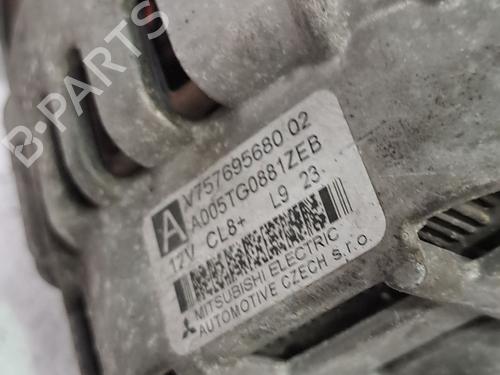 B-PARTS
A
V757695680 02
A005TG0881ZEB
12V CL8+ L9 23
MITSUBISHI ELECTRIC
AUTOMOTIVE CZECH s.r.o.